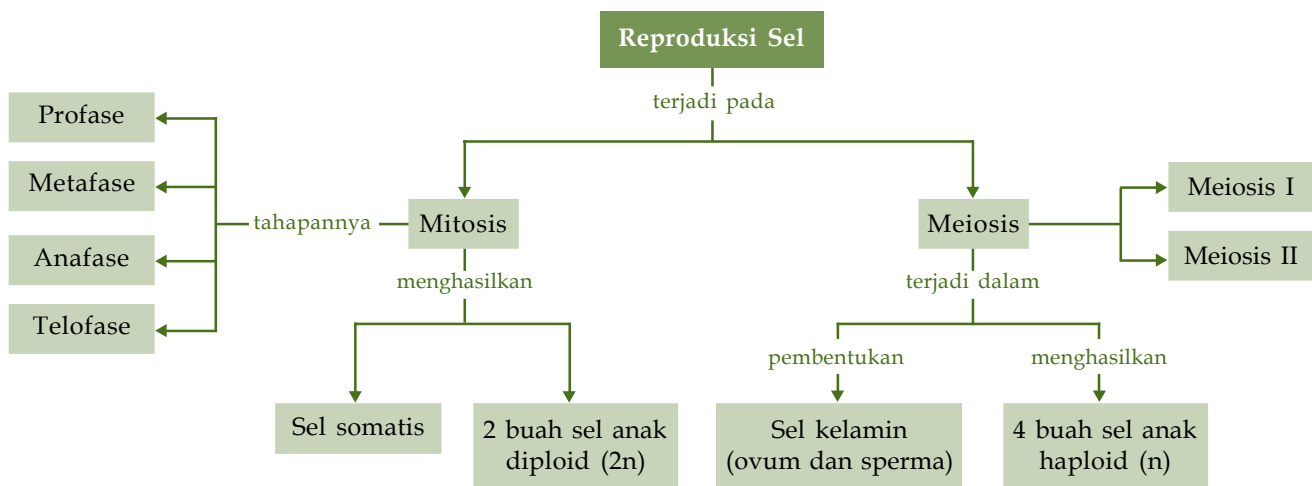 Reproduksi Sel
terjadi pada
Profase
Metafase
Anafase
Telofase
tahapannya
Mitosis
menghasilkan
Sel somatis
2 buah sel anak
diploid (2n)
Meiosis
Meiosis I
Meiosis II
terjadi dalam
pembentukan
menghasilkan
Sel kelamin
(ovum dan sperma)
4 buah sel anak
haploid (n)